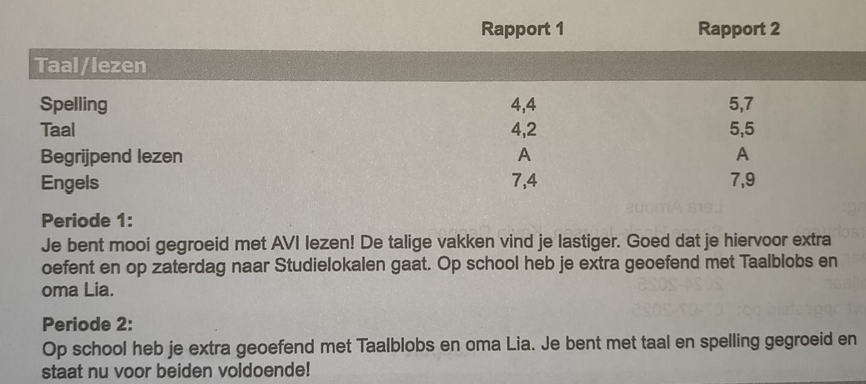 Rapport 1 Rapport 2
Taal/lezen
Spelling 4,4 5,7
Taal 4,2 5,5
Begrijpend lezen A A
Engels 7,4 7,9
Periode 1:
Je bent mooi gegroeid met AVI lezen! De talige vakken vind je lastiger. Goed dat je hiervoor extra
oefent en op zaterdag naar Studielokalen gaat. Op school heb je extra geoefend met Taalblobs en
oma Lia.
Periode 2:
Op school heb je extra geoefend met Taalblobs en oma Lia. Je bent met taal en spelling gegroeid en
staat nu voor beiden voldoende!